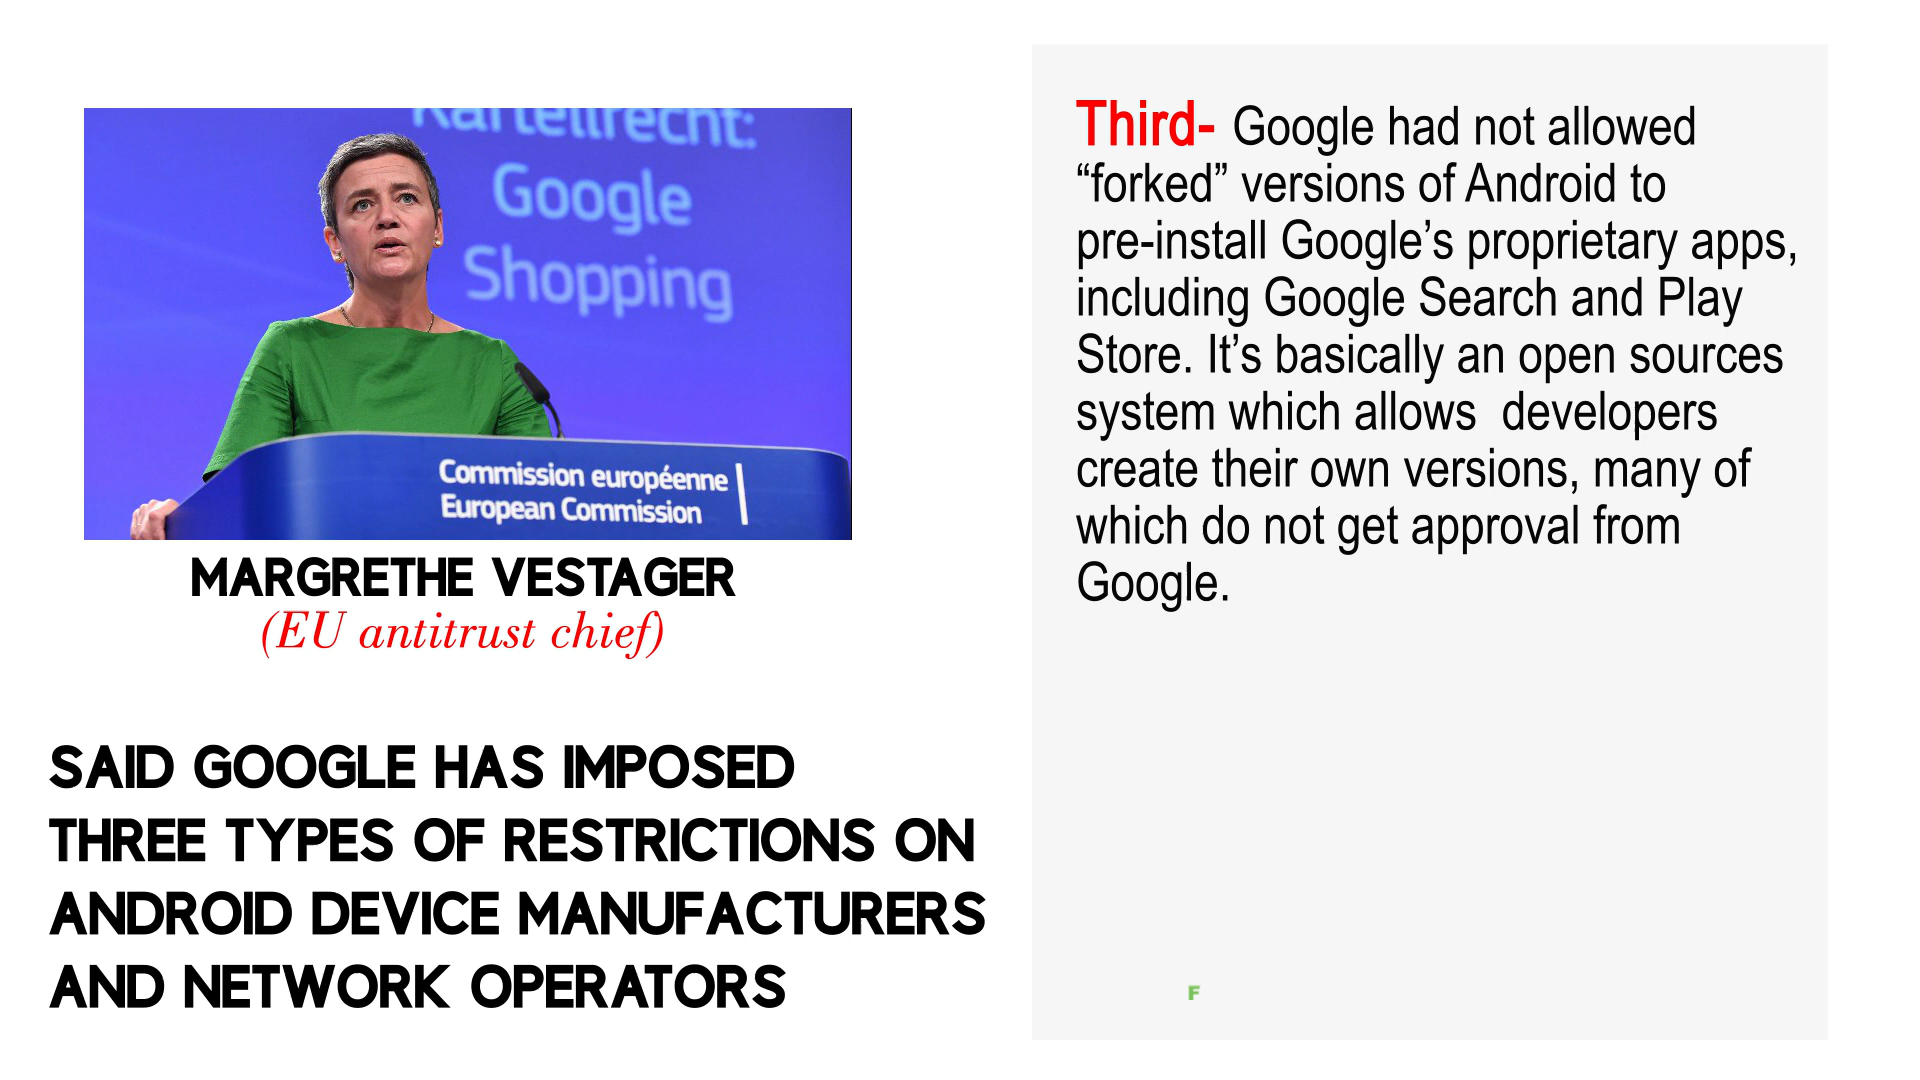 Kartellrecht:
Google
Shopping
Commission européenne
European Commission
MARGRETHE VESTAGER
(EU antitrust chief)
SAID GOOGLE HAS IMPOSED
THREE TYPES OF RESTRICTIONS ON
ANDROID DEVICE MANUFACTURERS
AND NETWORK OPERATORS
Third- Google had not allowed
“forked” versions of Android to
pre-install Google’s proprietary apps,
including Google Search and Play
Store. It’s basically an open sources
system which allows  developers
create their own versions, many of
which do not get approval from
Google.
F